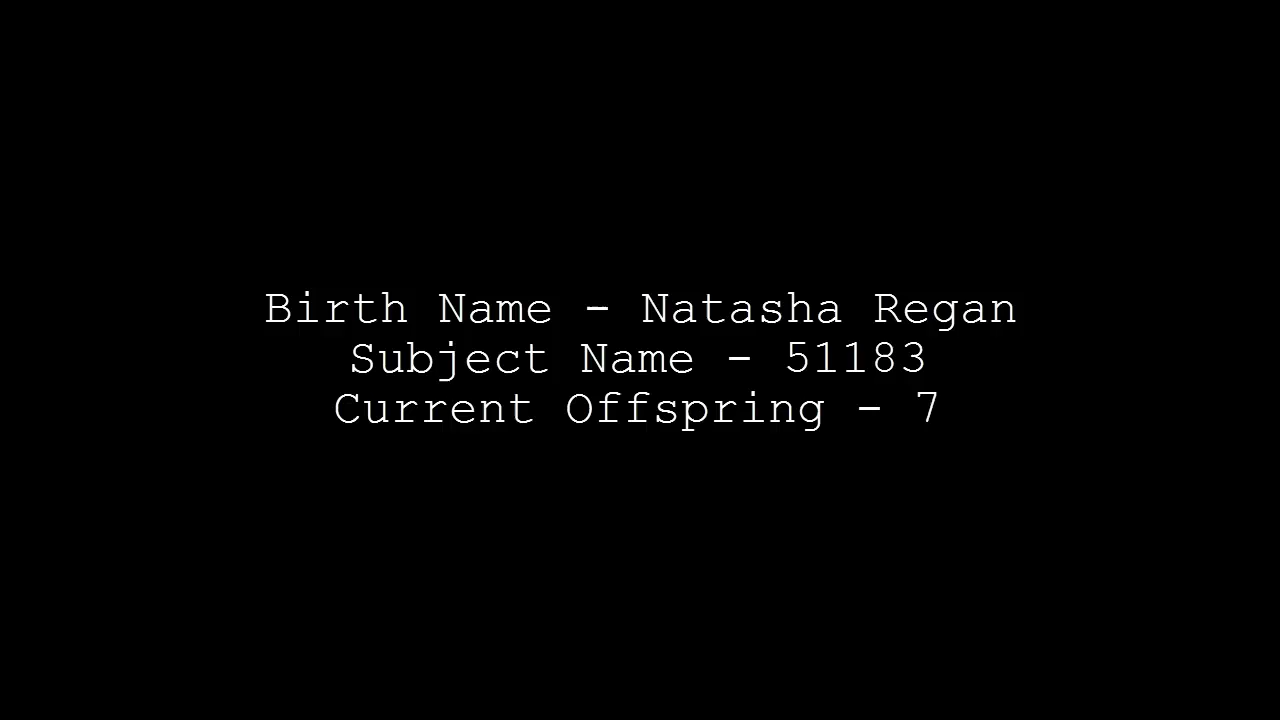 Birth Name - Natasha Regan
Subject Name - 51183
Current Offspring - 7